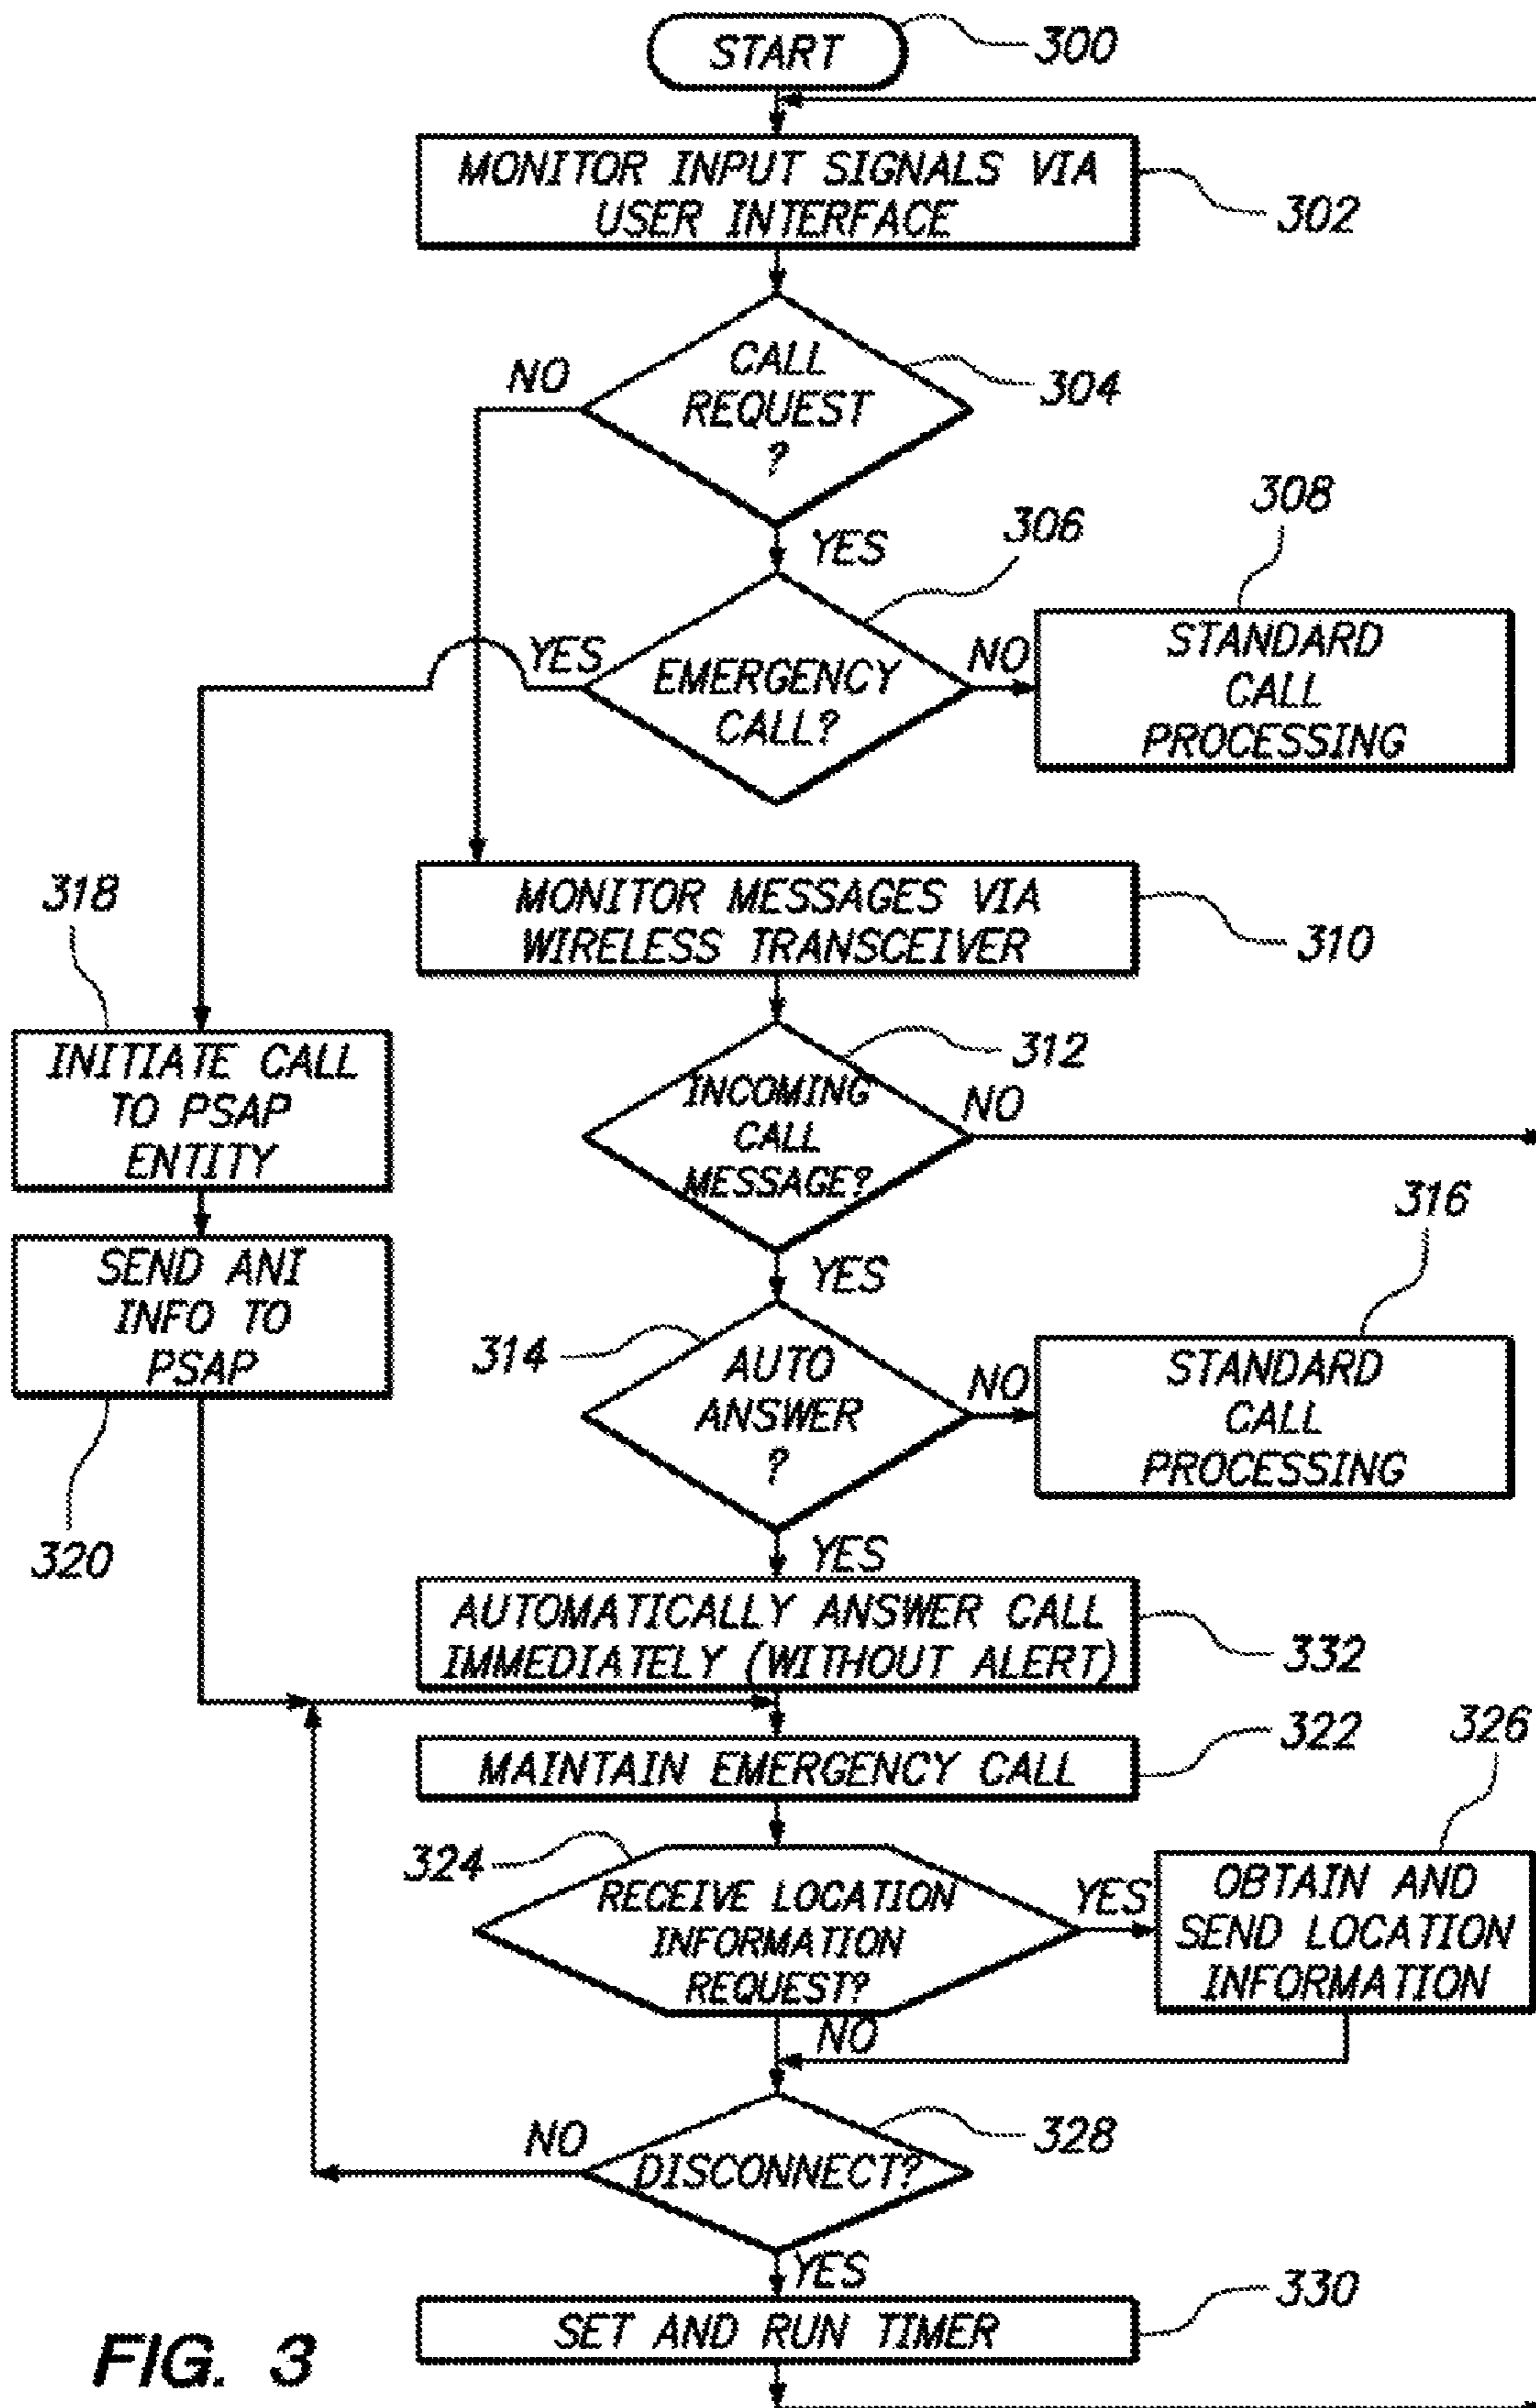 START
300
MONITOR INPUT SIGNALS VIA
USER INTERFACE
302
CALL
REQUEST
?
304
NO
YES
306
308
EMERGENCY
CALL?
YES
NO
STANDARD
CALL
PROCESSING
MONITOR MESSAGES VIA
WIRELESS TRANSCEIVER
310
318
INITIATE CALL
TO PSAP
ENTITY
INCOMING
CALL
MESSAGE?
312
NO
YES
SEND ANI
INFO TO
PSAP
320
314
AUTO
ANSWER
?
NO
316
STANDARD
CALL
PROCESSING
YES
AUTOMATICALLY ANSWER CALL
IMMEDIATELY (WITHOUT ALERT)
332
MAINTAIN EMERGENCY CALL
322
324
RECEIVE LOCATION
INFORMATION
REQUEST?
YES
326
OBTAIN AND
SEND LOCATION
INFORMATION
NO
DISCONNECT?
328
NO
YES
SET AND RUN TIMER
330
FIG. 3